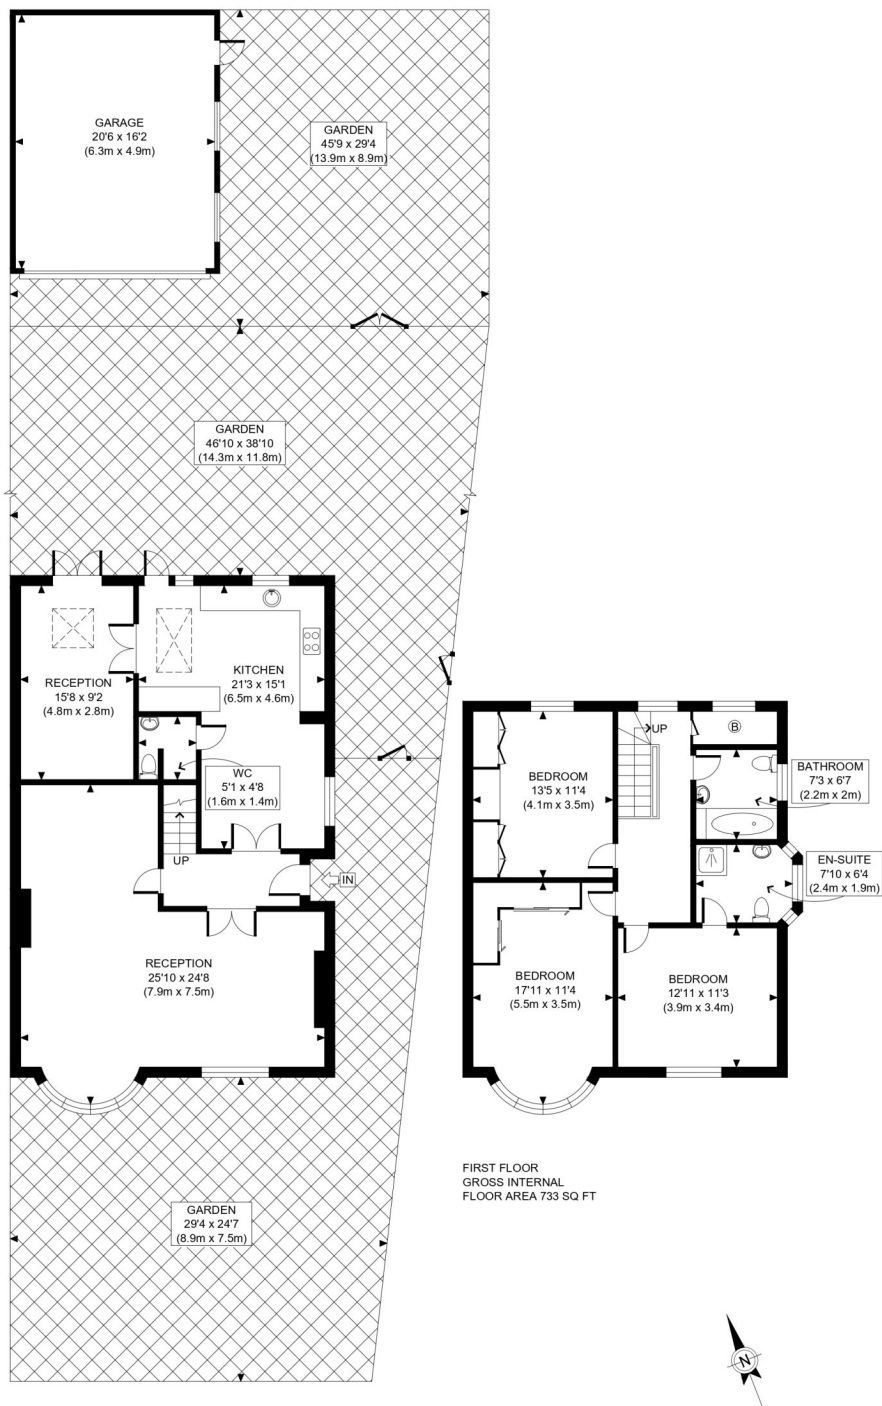 GARAGE
20'6 x 16'2
(6.3m x 4.9m)
GARDEN
45'9 x 29'4
(13.9m x 8.9m)
GARDEN
46'10 x 38'10
(14.3m x 11.8m)
RECEPTION
15'8 x 9'2
(4.8m x 2.8m)
KITCHEN
21'3 x 15'1
(6.5m x 4.6m)
WC
5'1 x 4'8
(1.6m x 1.4m)
UP
IN
RECEPTION
25'10 x 24'8
(7.9m x 7.5m)
GARDEN
29'4 x 24'7
(8.9m x 7.5m)
UP
B
BEDROOM
13'5 x 11'4
(4.1m x 3.5m)
BATHROOM
7'3 x 6'7
(2.2m x 2m)
EN-SUITE
7'10 x 6'4
(2.4m x 1.9m)
BEDROOM
17'11 x 11'4
(5.5m x 3.5m)
BEDROOM
12'11 x 11'3
(3.9m x 3.4m)
FIRST FLOOR
GROSS INTERNAL
FLOOR AREA 733 SQ FT
N